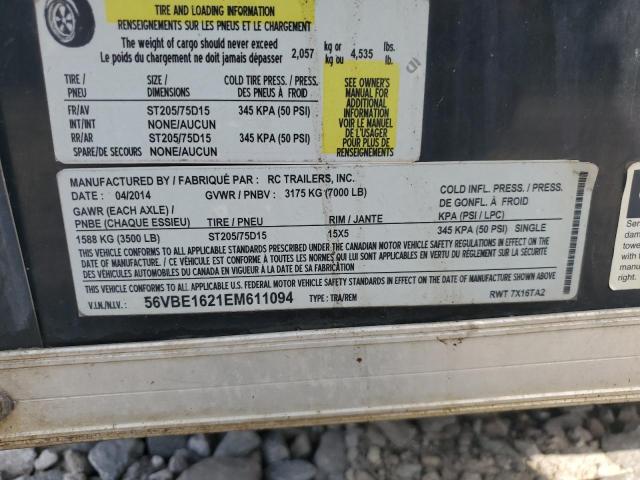 TIRE AND LOADING INFORMATION
RENSEIGNEMENTS SUR LES PNEUS ET LE CHARGEMENT
The weight of cargo should never exceed
Le poids du chargement ne doit jamais dépasser 2,057 kg or kg ou 4,535 lbs. lb.
TIRE / PNEU SIZE / DIMENSIONS COLD TIRE PRESS. / PRESS. DES PNEUS À FROID
FR/AV ST205/75D15 345 KPA (50 PSI)
INT/INT NONE/AUCUN
RR/AR ST205/75D15 345 KPA (50 PSI)
SPARE/DE SECOURS NONE/AUCUN
SEE OWNER'S
MANUAL FOR
ADDITIONAL
INFORMATION
VOIR LE MANUEL
DE L'USAGER
POUR PLUS DE
RENSEIGNEMENTS
MANUFACTURED BY / FABRIQUÉ PAR : RC TRAILERS, INC.
DATE : 04/2014 GVWR / PNBV : 3175 KG (7000 LB)
GAWR (EACH AXLE) / PNBE (CHAQUE ESSIEU) TIRE / PNEU RIM / JANTE COLD INFL. PRESS. / PRESS. DE GONFL. À FROID KPA (PSI / LPC)
1588 KG (3500 LB) ST205/75D15 15X5 345 KPA (50 PSI) SINGLE
THIS VEHICLE CONFORMS TO ALL APPLICABLE STANDARDS PRESCRIBED UNDER THE CANADIAN MOTOR VEHICLE SAFETY REGULATIONS
IN EFFECT ON THE DATE OF MANUFACTURE. / CE VÉHICULE EST CONFORME À TOUTES LES NORMES QUI LUI SONT APPLICABLES EN VERTU DU RÈGLEMENT SUR LA SÉCURITÉ
DES VÉHICULES AUTOMOBILES DU CANADA EN VIGUEUR À LA DATE DE SA FABRICATION.
THIS VEHICLE CONFORMS TO ALL APPLICABLE U.S. FEDERAL MOTOR VEHICLE SAFETY STANDARDS IN EFFECT ON THE DATE OF MANUFACTURE SHOWN ABOVE.
V.I.N./N.I.V.: 56VBE1621EM611094 TYPE: TRA/REM RWT 7X16TA2